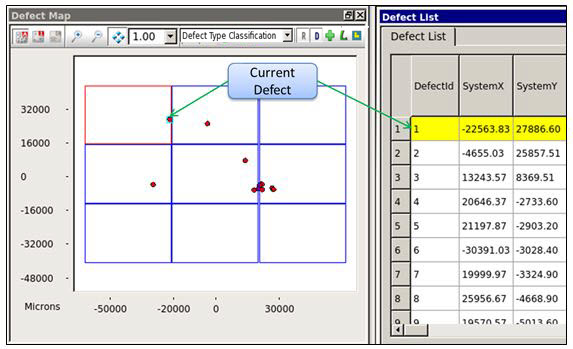 Defect Map
1.00 Defect Type Classification R D
Current
Defect
32000
16000
0
-16000
-32000
-48000
Microns -50000 -20000 0 30000
Defect List
Defect List
DefectId SystemX SystemY
1 1 -22563.83 27886.60
2 2 -4655.03 25857.51
3 3 13243.57 8369.51
4 4 20646.37 -2733.60
5 5 21197.87 -2903.20
6 6 -30391.03 -3028.40
7 7 19999.97 -3324.90
8 8 25956.67 -4668.90
9 9 19570.57 -5013.60